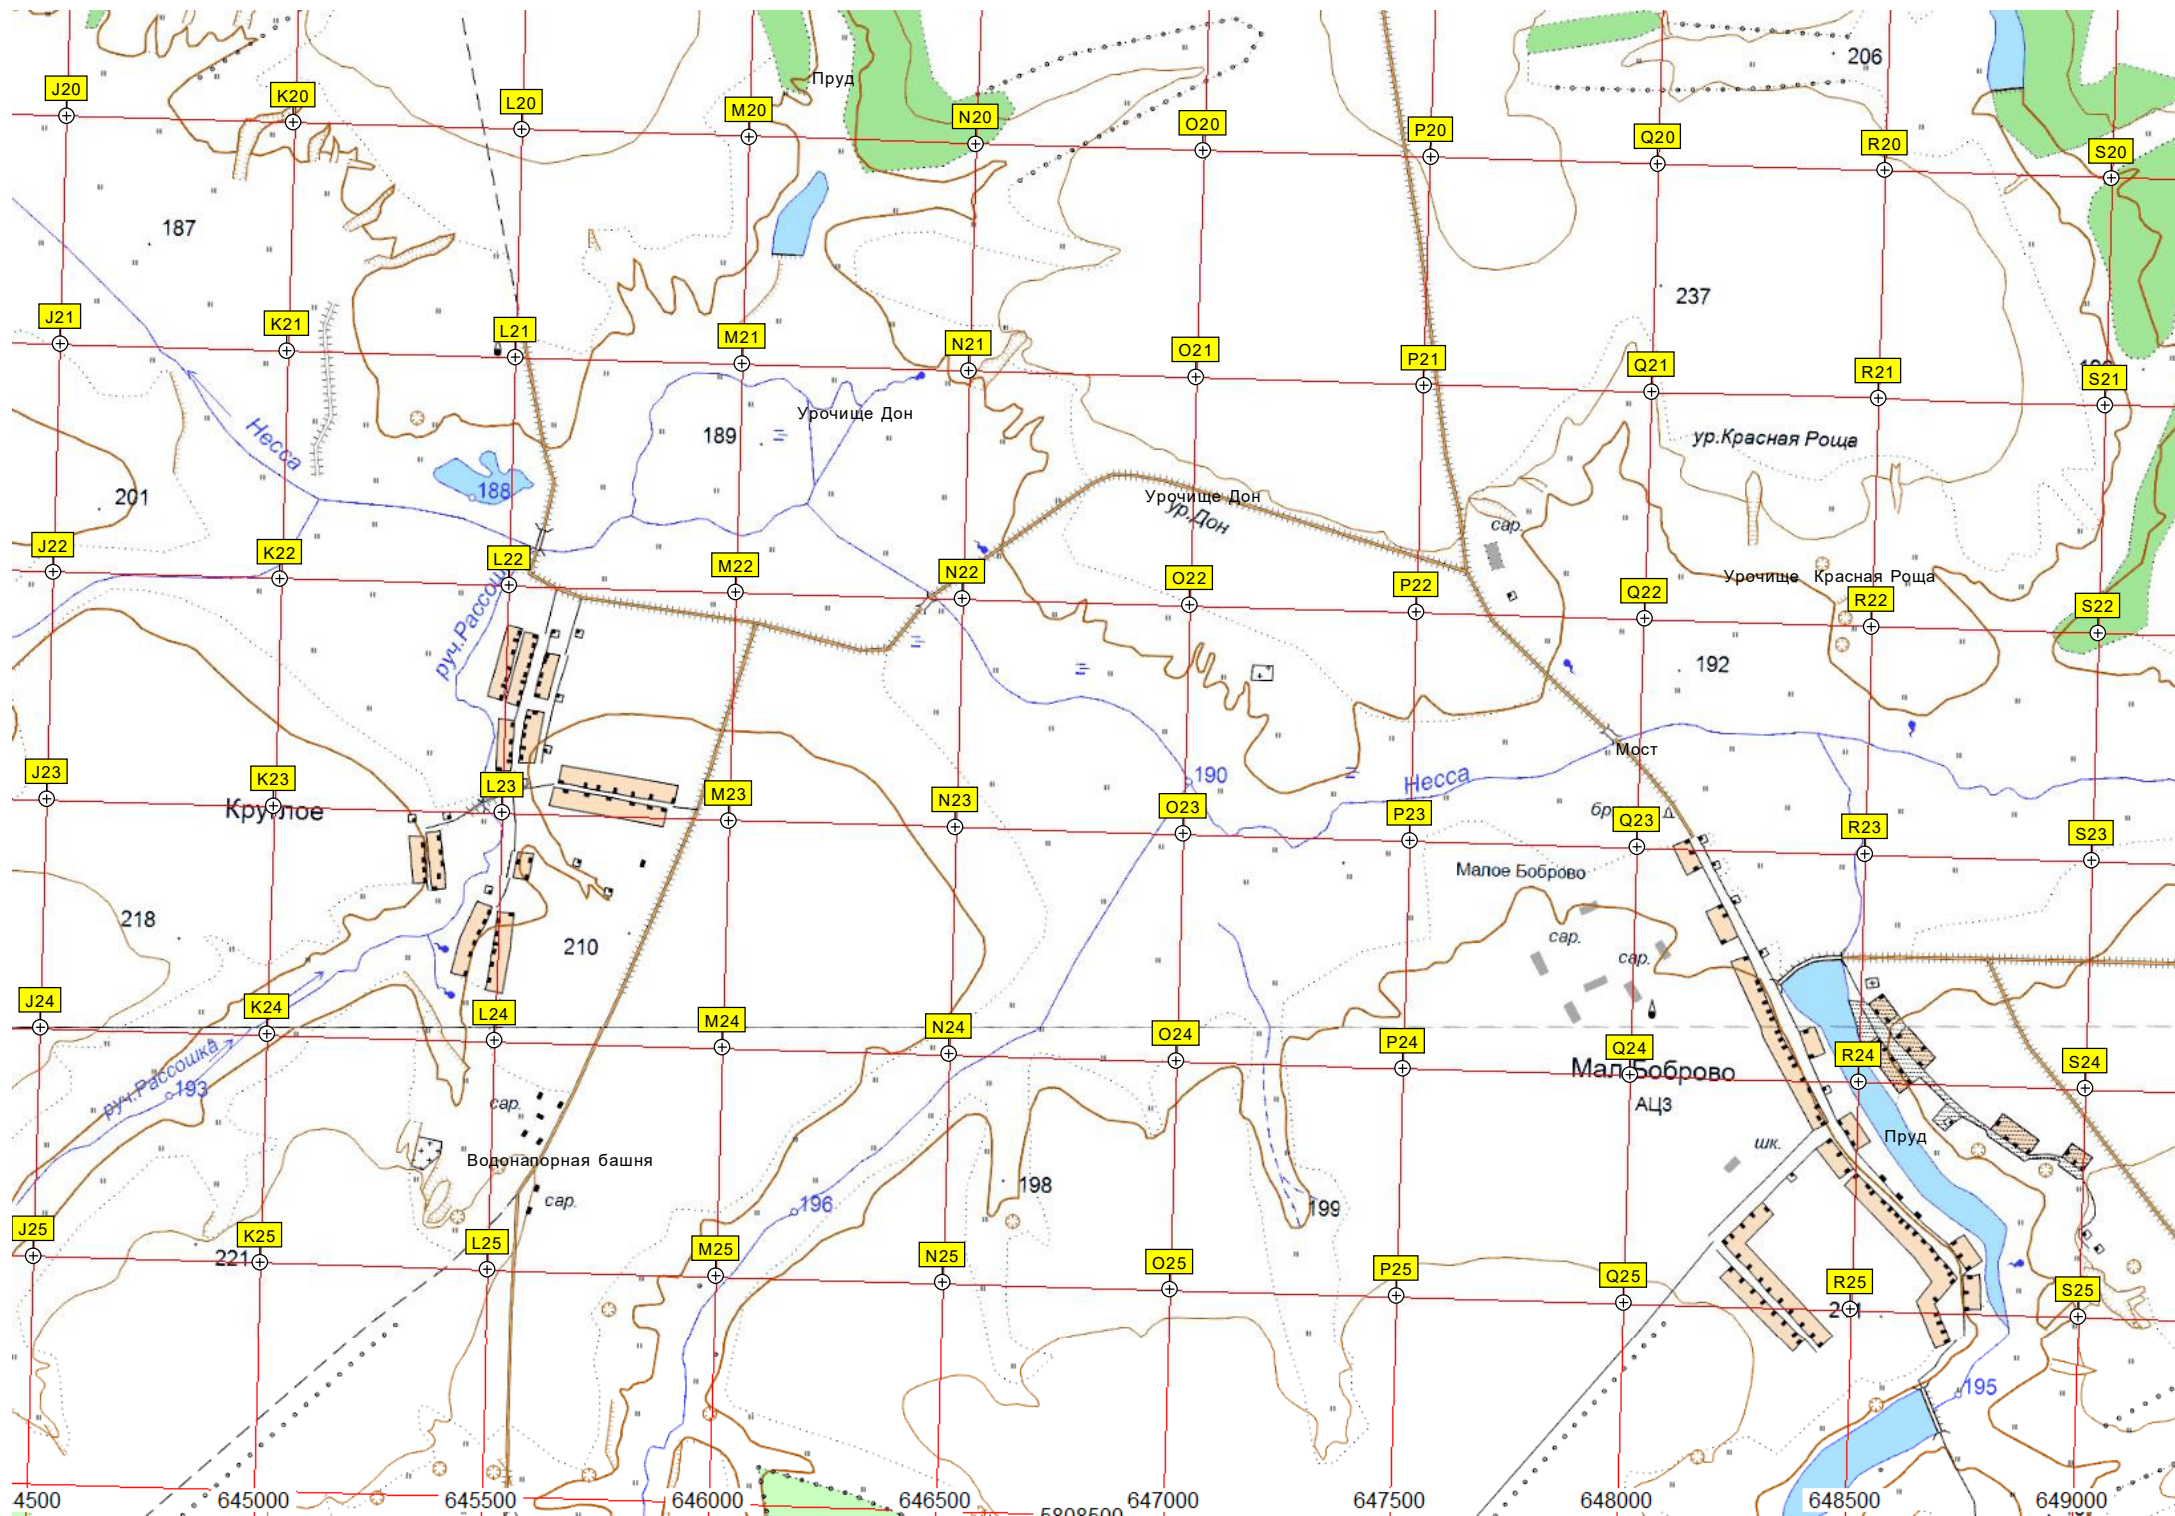 Пруд
206
J20
K20
L20
M20
N20
O20
P20
Q20
R20
S20
187
237
J21
K21
L21
M21
N21
O21
P21
Q21
R21
S21
Несса
189
Урочище Дон
ур.Красная Роща
201
188
Урочище Дон
ур.Дон
сар.
J22
K22
L22
M22
N22
O22
P22
Q22
R22
S22
Урочище Красная Роща
192
Мост
190
Несса
J23
K23
L23
M23
N23
O23
P23
Q23
R23
S23
Круглое
Малое Боброво
218
210
сар.
сар.
J24
K24
L24
M24
N24
O24
P24
Q24
R24
S24
руч.Рассошка
193
Мал.Боброво
АЦЗ
сар.
шк.
Пруд
Водонапорная башня
сар.
196
198
199
J25
K25
L25
M25
N25
O25
P25
Q25
R25
S25
221
195
4500
645000
645500
646000
646500
647000
647500
648000
648500
649000
5808500